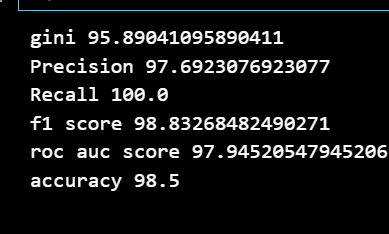 gini 95.89041095890411
Precision 97.6923076923077
Recall 100.0
f1 score 98.83268482490271
roc auc score 97.94520547945206
accuracy 98.5